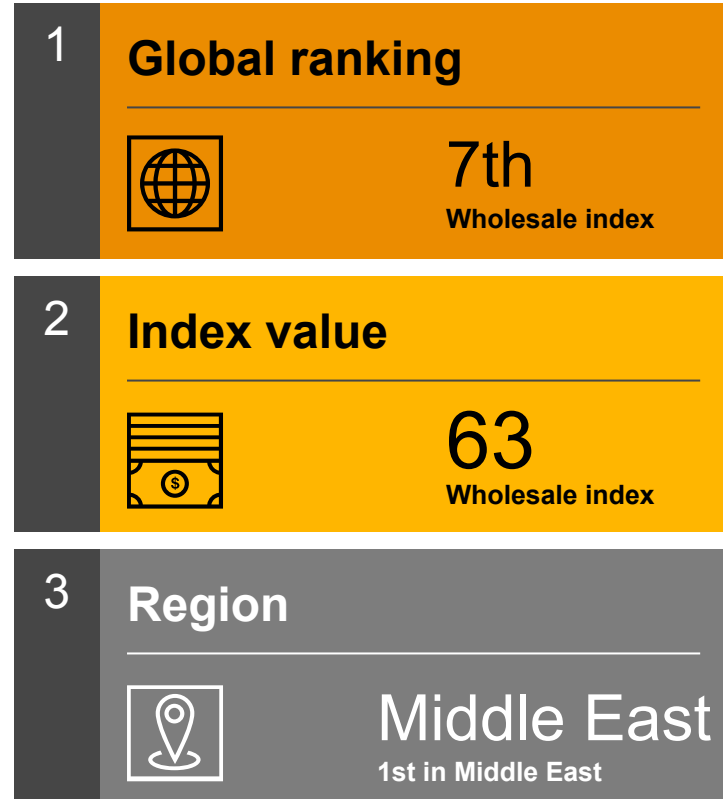 1
Global ranking
7th
Wholesale index
2
Index value
$
63
Wholesale index
3
Region
Middle East
1st in Middle East